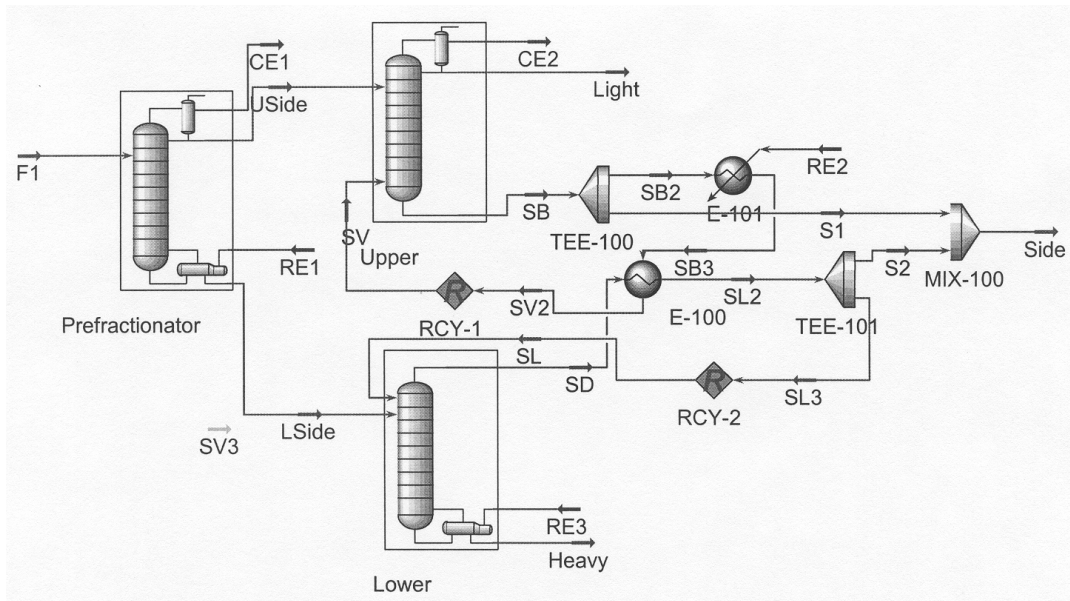 CE1
CE2
USide
Light
F1
RE2
SB2
E-101
SB
S1
TEE-100
SV
Side
RE1
Upper
SB3
S2
MIX-100
SL2
E-100
TEE-101
Prefractionator
R
SV2
RCY-1
SL
SD
R
SL3
RCY-2
LSide
SV3
RE3
Heavy
Lower